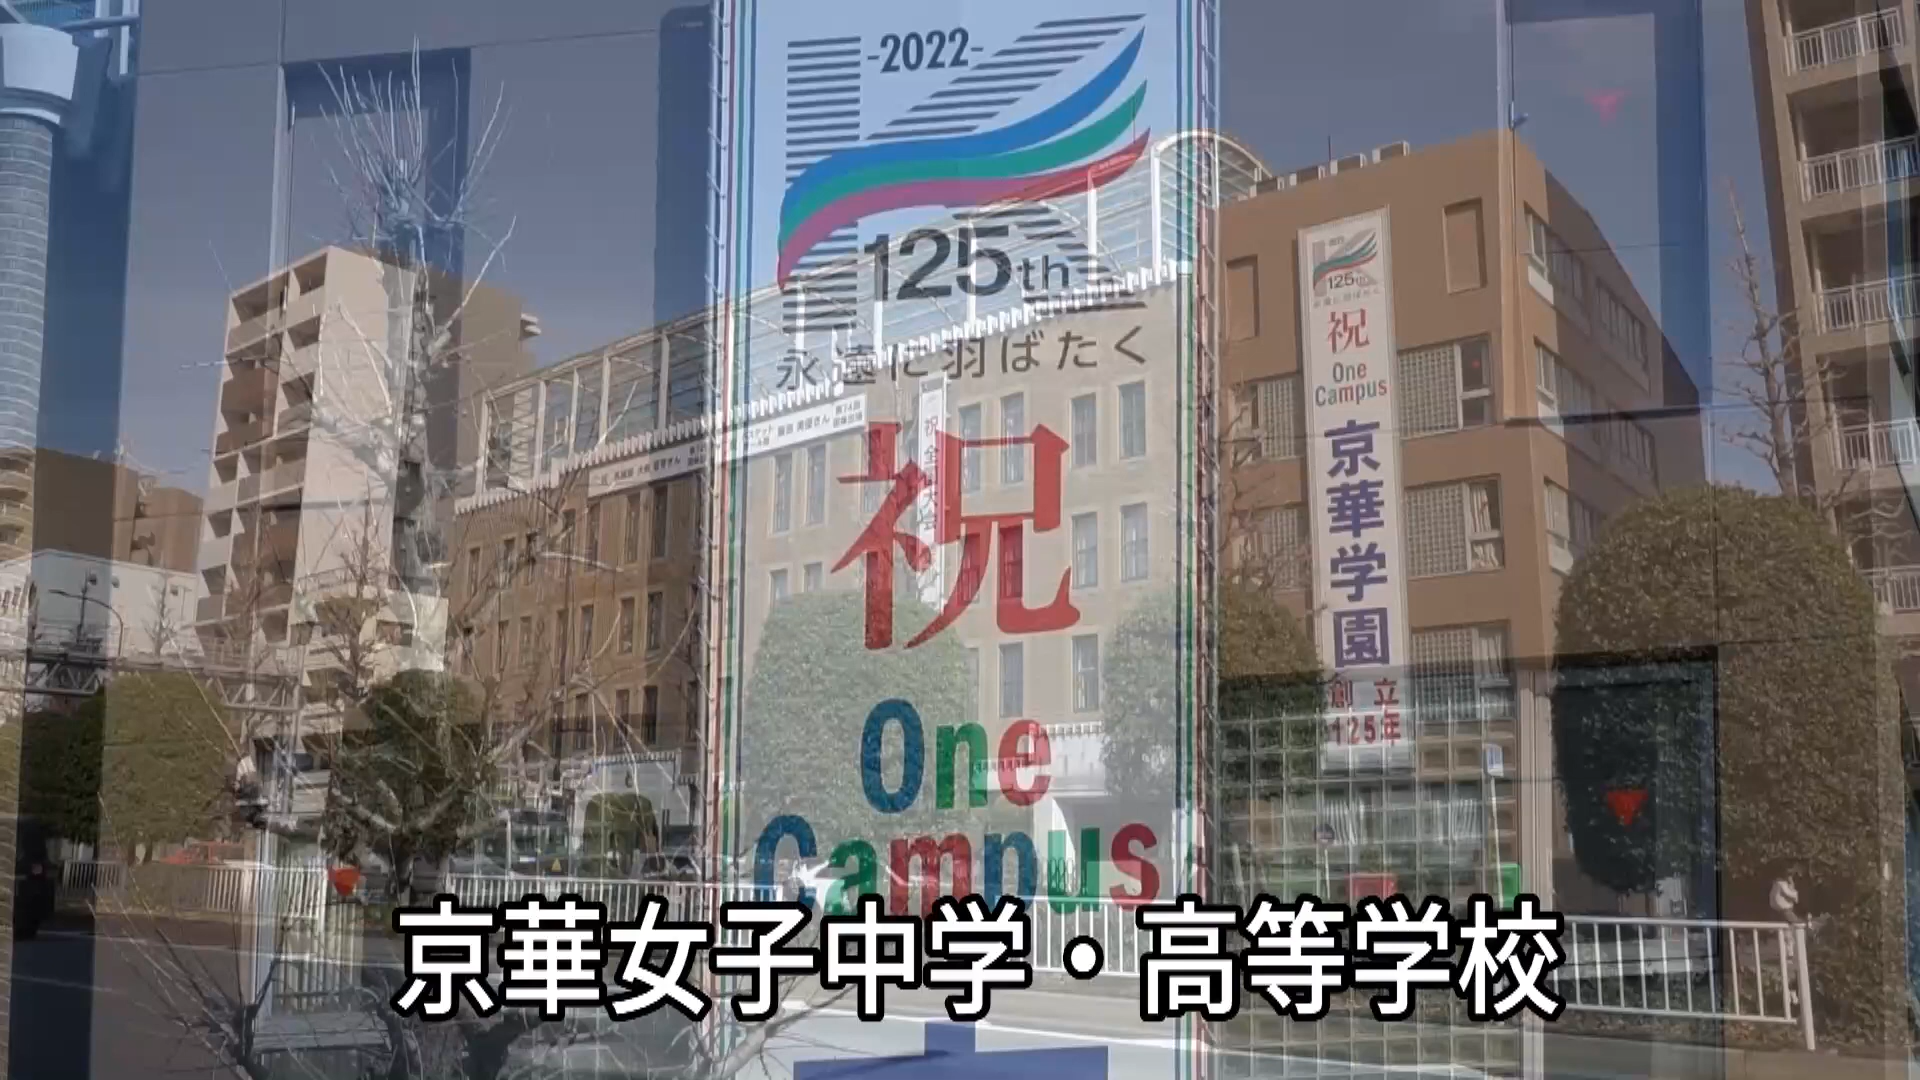 -2022-
125th
永遠に羽ばたく
祝
One
Campus
125th
祝
One
Campus
京華学園
創立
125年
京華女子中学・高等学校